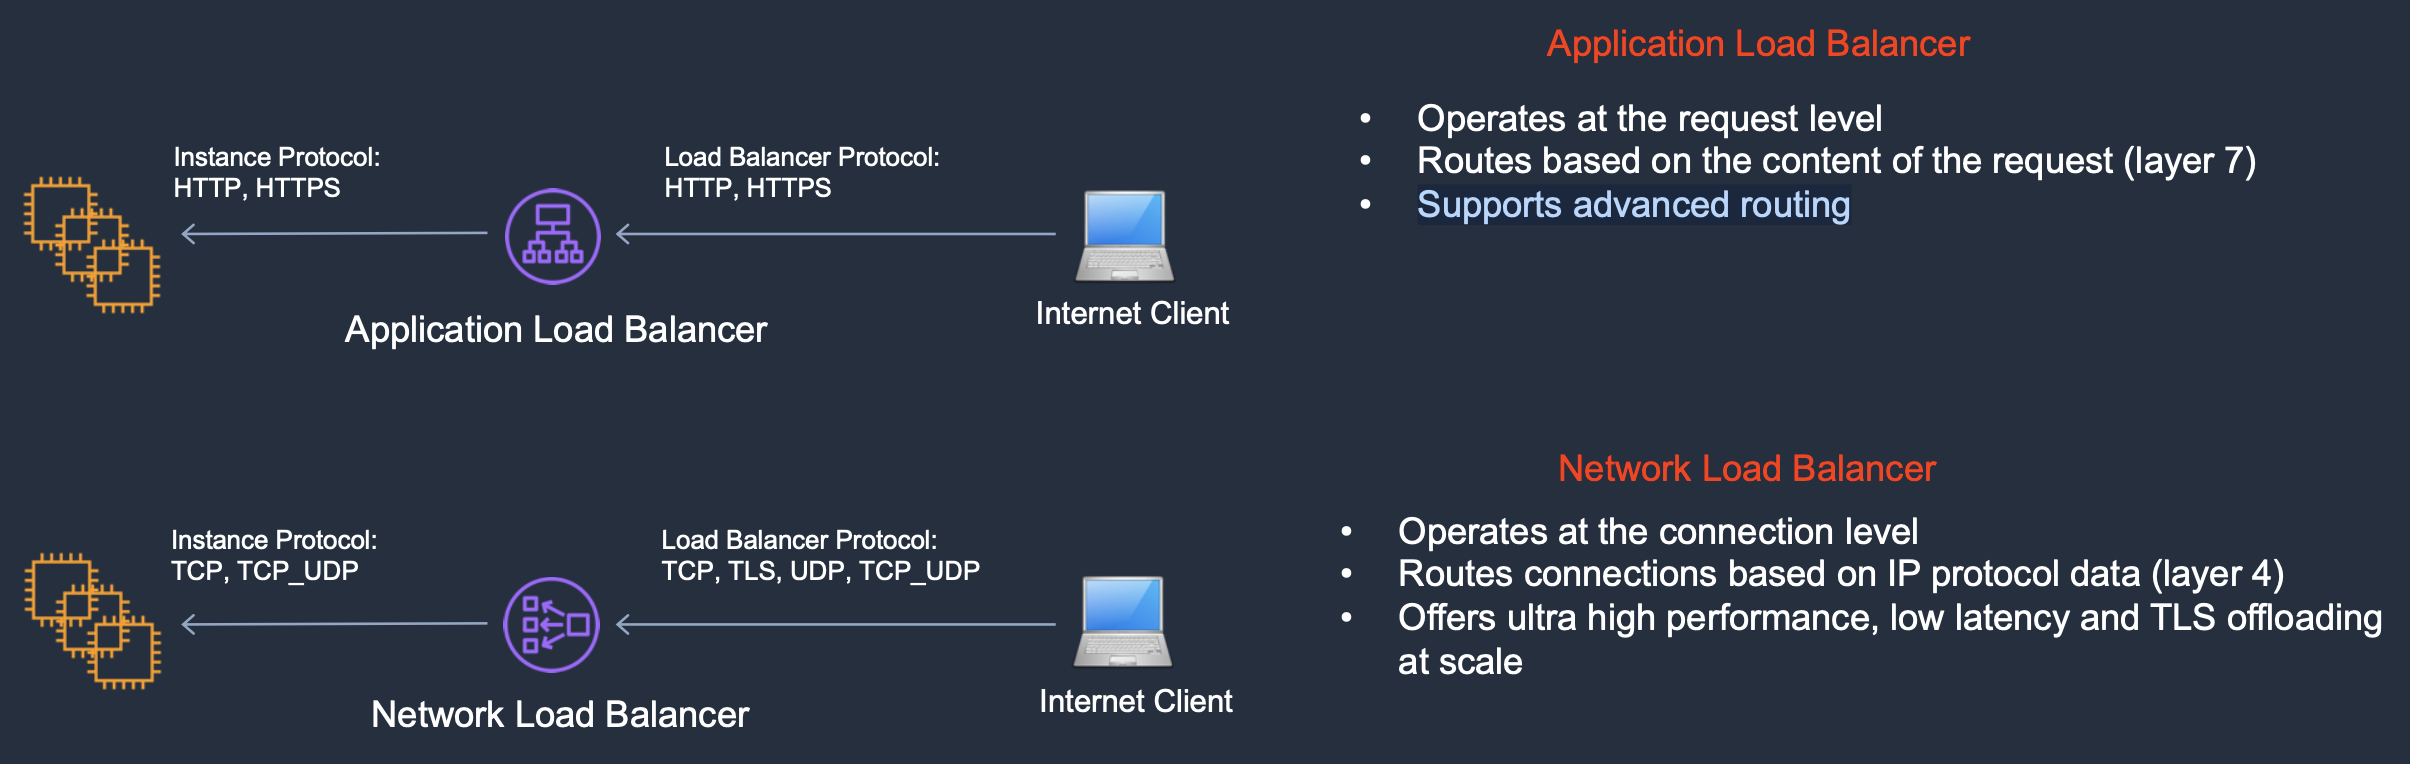 Application Load Balancer
• Operates at the request level
• Routes based on the content of the request (layer 7)
• Supports advanced routing
Instance Protocol:
HTTP, HTTPS
Load Balancer Protocol:
HTTP, HTTPS
Application Load Balancer
Internet Client
Network Load Balancer
• Operates at the connection level
• Routes connections based on IP protocol data (layer 4)
• Offers ultra high performance, low latency and TLS offloading
at scale
Instance Protocol:
TCP, TCP_UDP
Load Balancer Protocol:
TCP, TLS, UDP, TCP_UDP
Network Load Balancer
Internet Client